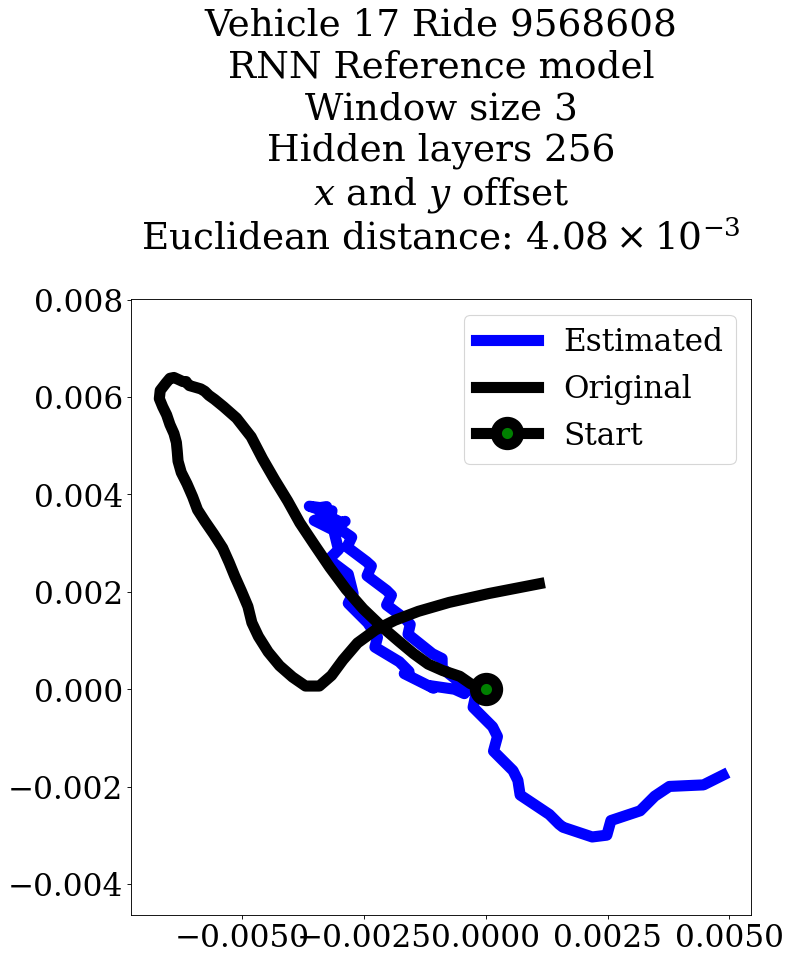 Vehicle 17 Ride 9568608
RNN Reference model
Window size 3
Hidden layers 256
x and y offset
Euclidean distance: 4.08 × 10⁻³
Estimated
Original
Start
0.008
0.006
0.004
0.002
0.000
−0.002
−0.004
−0.0050 −0.0025 0.0000 0.0025 0.0050